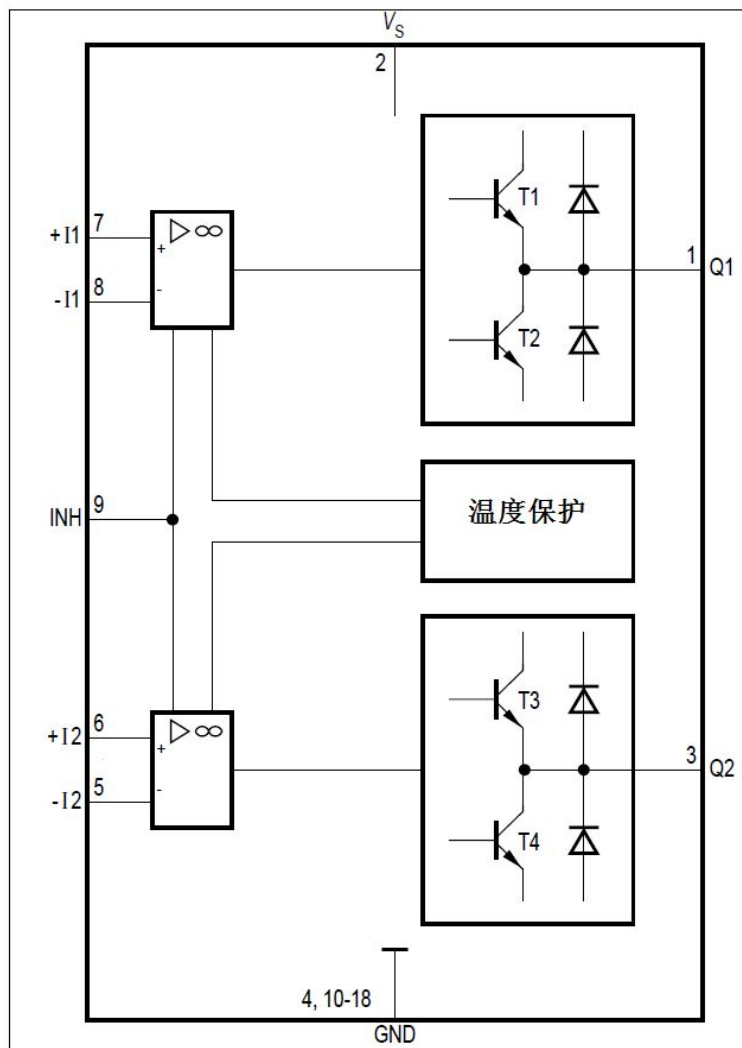 VS
2
T1
7
+I1
+
▷ ∞
1
Q1
8
-I1
-
T2
9
INH
温度保护
T3
6
+I2
+
▷ ∞
3
Q2
5
-I2
-
T4
4, 10-18
GND